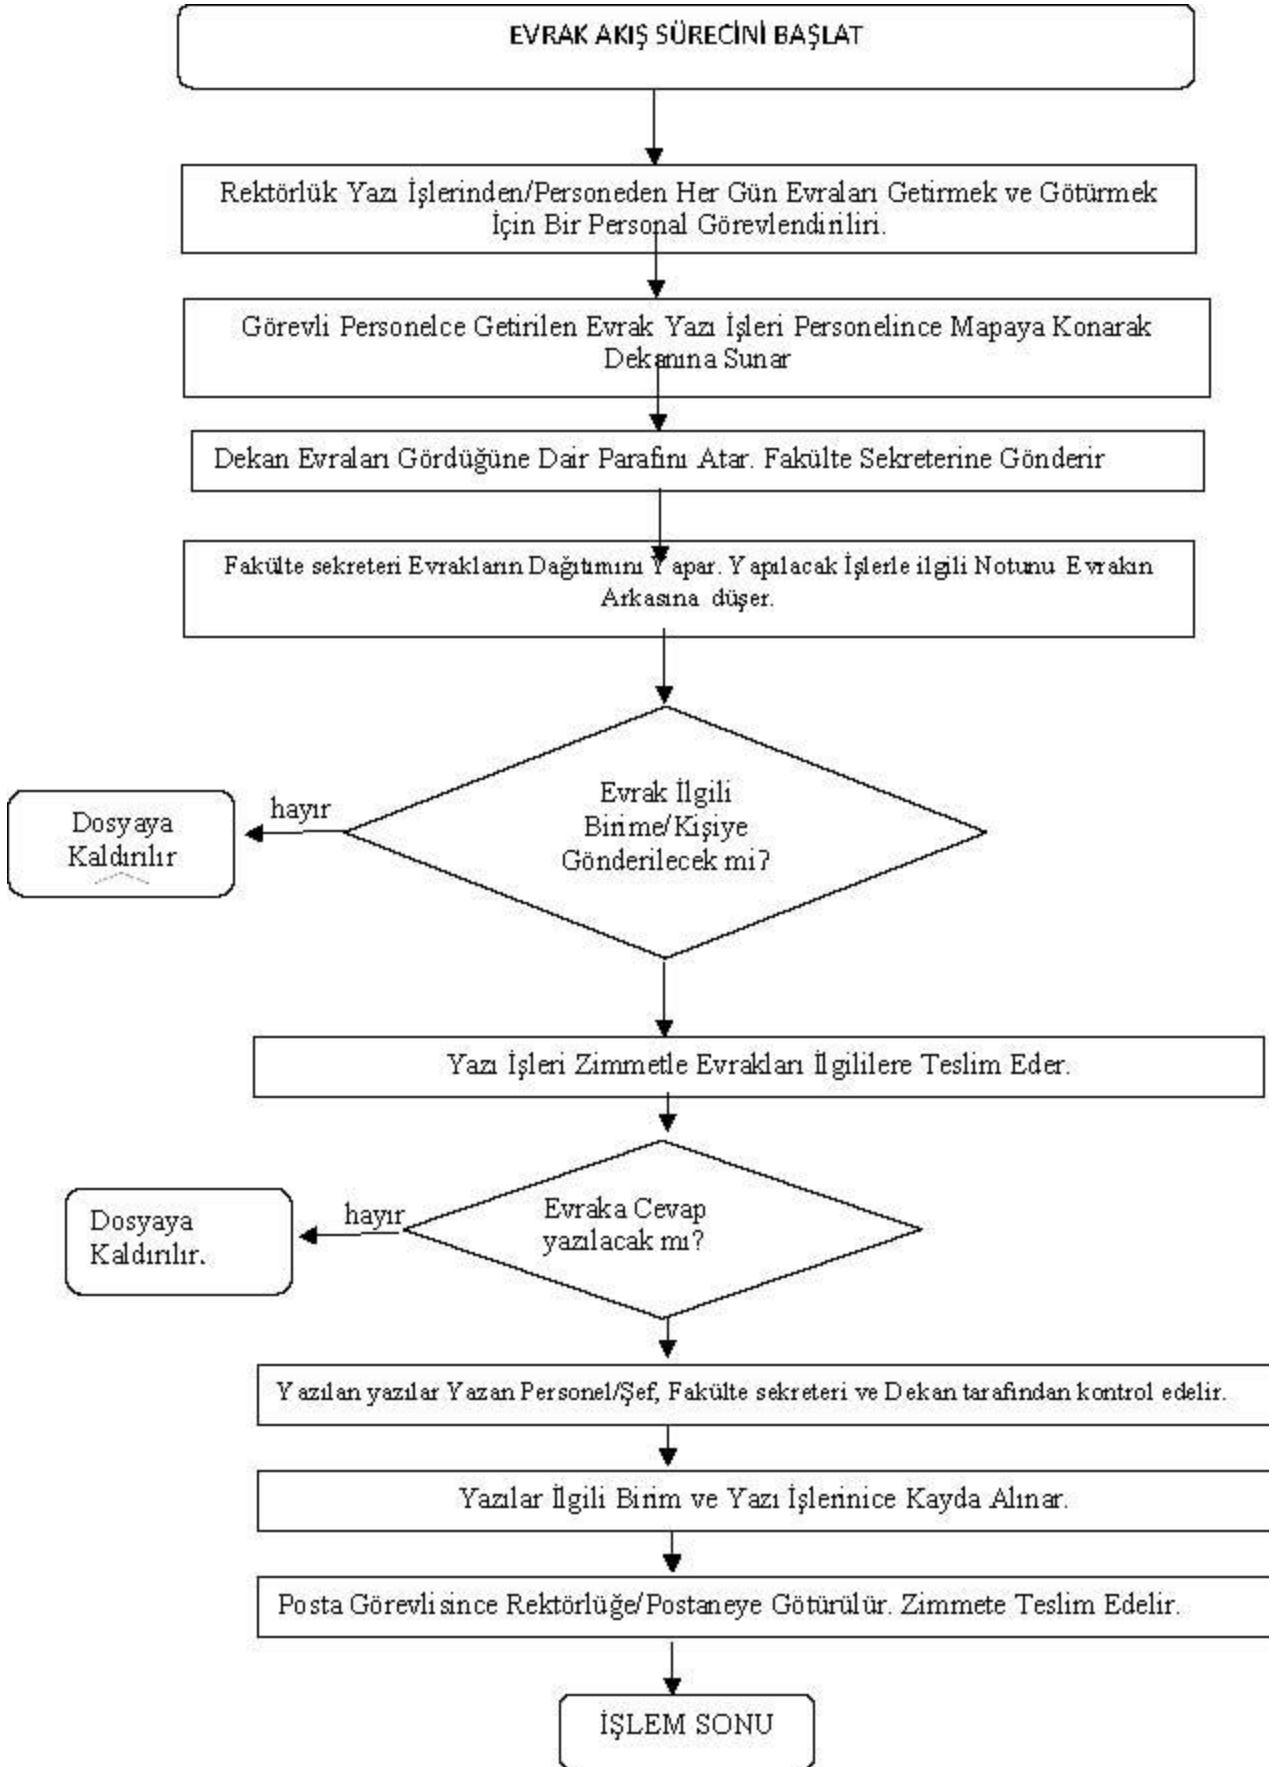 EVRAK AKIŞ SÜRECİNİ BAŞLAT
Rektörlük Yazı İşlerinden/Personeden Her Gün Evraları Getirmek ve Götürmek
İçin Bir Personal Görevlendiriliri.
Görevli Personelce Getirilen Evrak Yazı İşleri Personelince Mapaya Konarak
Dekanına Sunar
Dekan Evraları Gördüğüne Dair Parafını Atar. Fakülte Sekreterine Gönderir
Fakülte sekreteri Evrakların Dağıtımını Yapar. Yapılacak İşlerle ilgili Notunu Evrakın
Arkasına düşer.
Evrak İlgili
Birime/Kişiye
Gönderilecek mi?
hayır
Dosyaya
Kaldırılır
Yazı İşleri Zimmetle Evrakları İlgililere Teslim Eder.
Evraka Cevap
yazılacak mı?
hayır
Dosyaya
Kaldırılır.
Yazılan yazılar Yazan Personel/Şef, Fakülte sekreteri ve Dekan tarafından kontrol edelir.
Yazılar İlgili Birim ve Yazı İşlerinice Kayda Alınar.
Posta Görevlisince Rektörlüğe/Postaneye Götürülür. Zimmete Teslim Edelir.
İŞLEM SONU